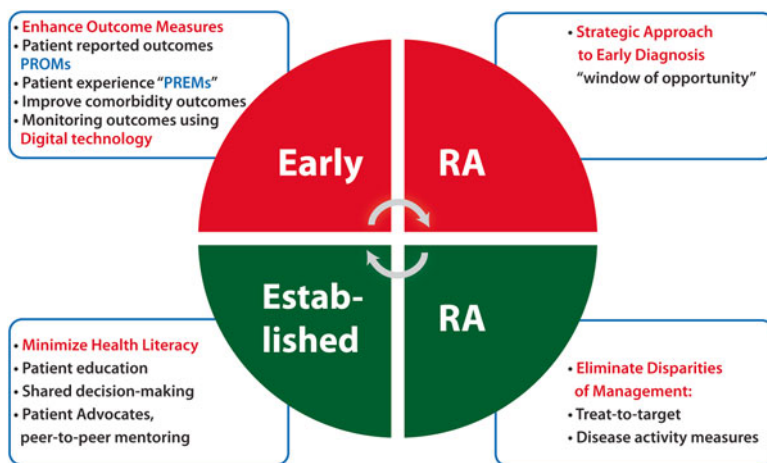 • Enhance Outcome Measures
• Patient reported outcomes
PROMs
• Patient experience “PREMs”
• Improve comorbidity outcomes
• Monitoring outcomes using
Digital technology
• Strategic Approach
to Early Diagnosis
“window of opportunity”
Early
RA
Estab-
lished
RA
• Minimize Health Literacy
• Patient education
• Shared decision-making
• Patient Advocates,
peer-to-peer mentoring
• Eliminate Disparities
of Management:
• Treat-to-target
• Disease activity measures